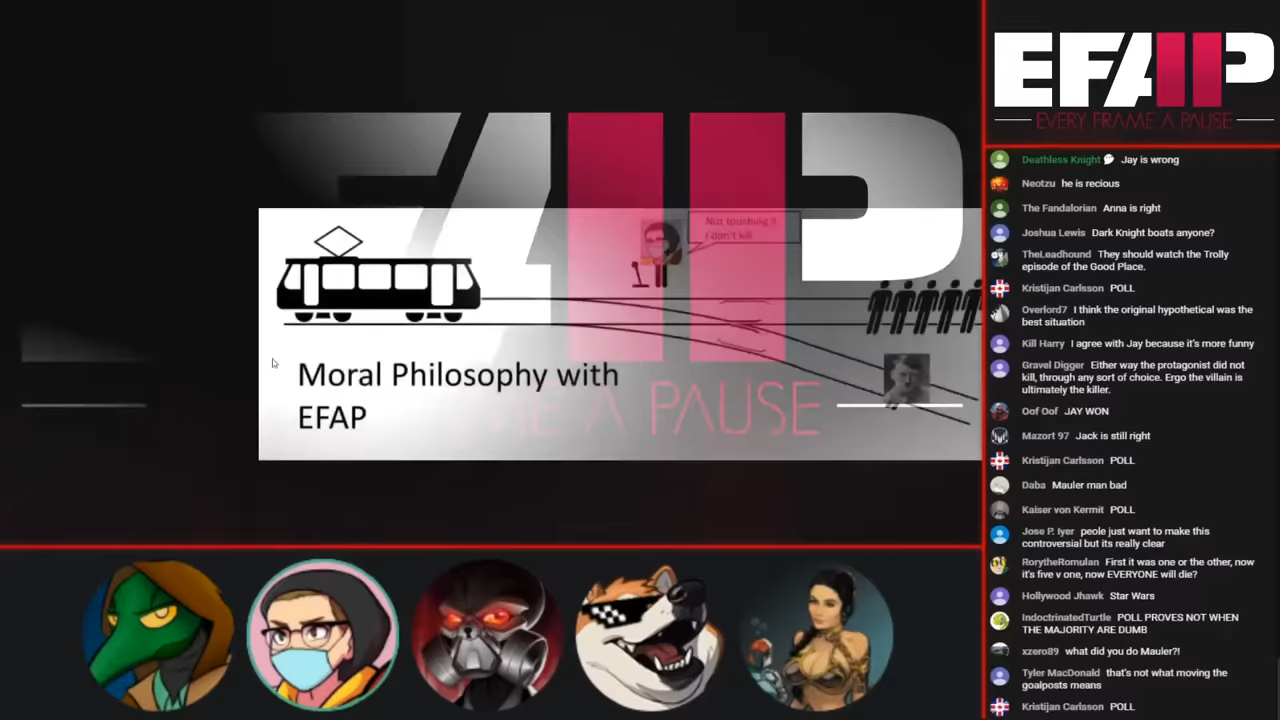 EFAP
EVERY FRAME A PAUSE
FAP
Not touching it
I don't kill
Moral Philosophy with
EFAP
ME A PAUSE
Deathless Knight Jay is wrong
Neotzu he is recious
The Fandalorian Anna is right
Joshua Lewis Dark Knight boats anyone?
TheLeadhound They should watch the Trolly
episode of the Good Place.
Kristijan Carlsson POLL
Overlord7 I think the original hypothetical was the
best situation
Kill Harry I agree with Jay because it's more funny
Gravel Digger Either way the protagonist did not
kill, through any sort of choice. Ergo the villain is
ultimately the killer.
Oof Oof JAY WON
Mazort 97 Jack is still right
Kristijan Carlsson POLL
Daba Mauler man bad
Kaiser von Kermit POLL
Jose P. Iyer peole just want to make this
controversial but its really clear
RorytheRomulan First it was one or the other, now
it's five v one, now EVERYONE will die?
Hollywood Jhawk Star Wars
IndoctrinatedTurtle POLL PROVES NOT WHEN
THE MAJORITY ARE DUMB
xzero89 what did you do Mauler?!
Tyler MacDonald that's not what moving the
goalposts means
Kristijan Carlsson POLL